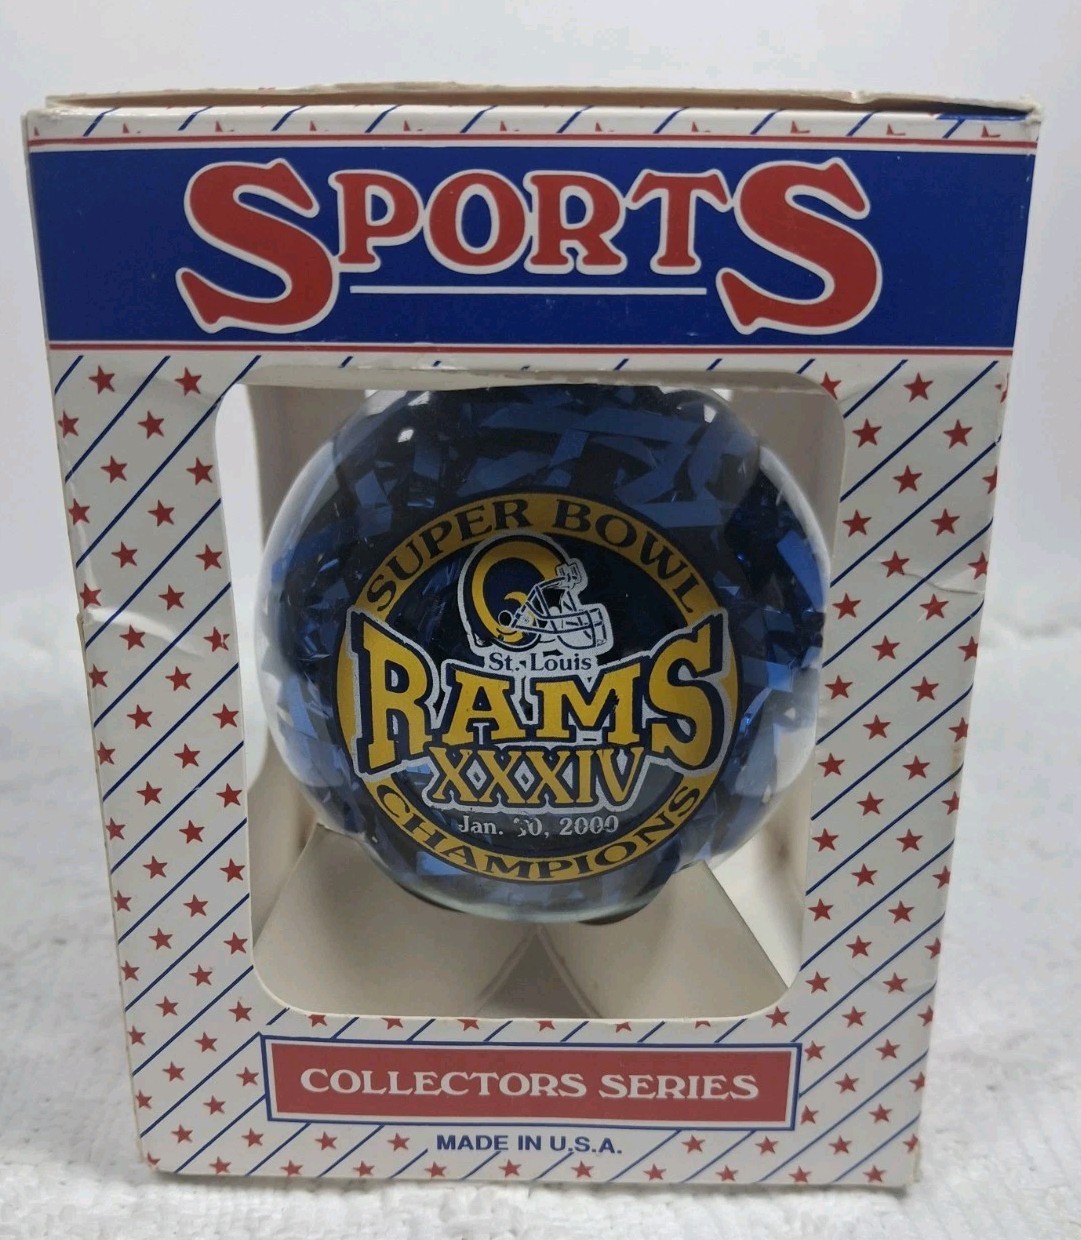 SPORTS
SUPER BOWL
St. Louis
RAMS
XXXIV
Jan. 30, 2000
CHAMPIONS
COLLECTORS SERIES
MADE IN U.S.A.